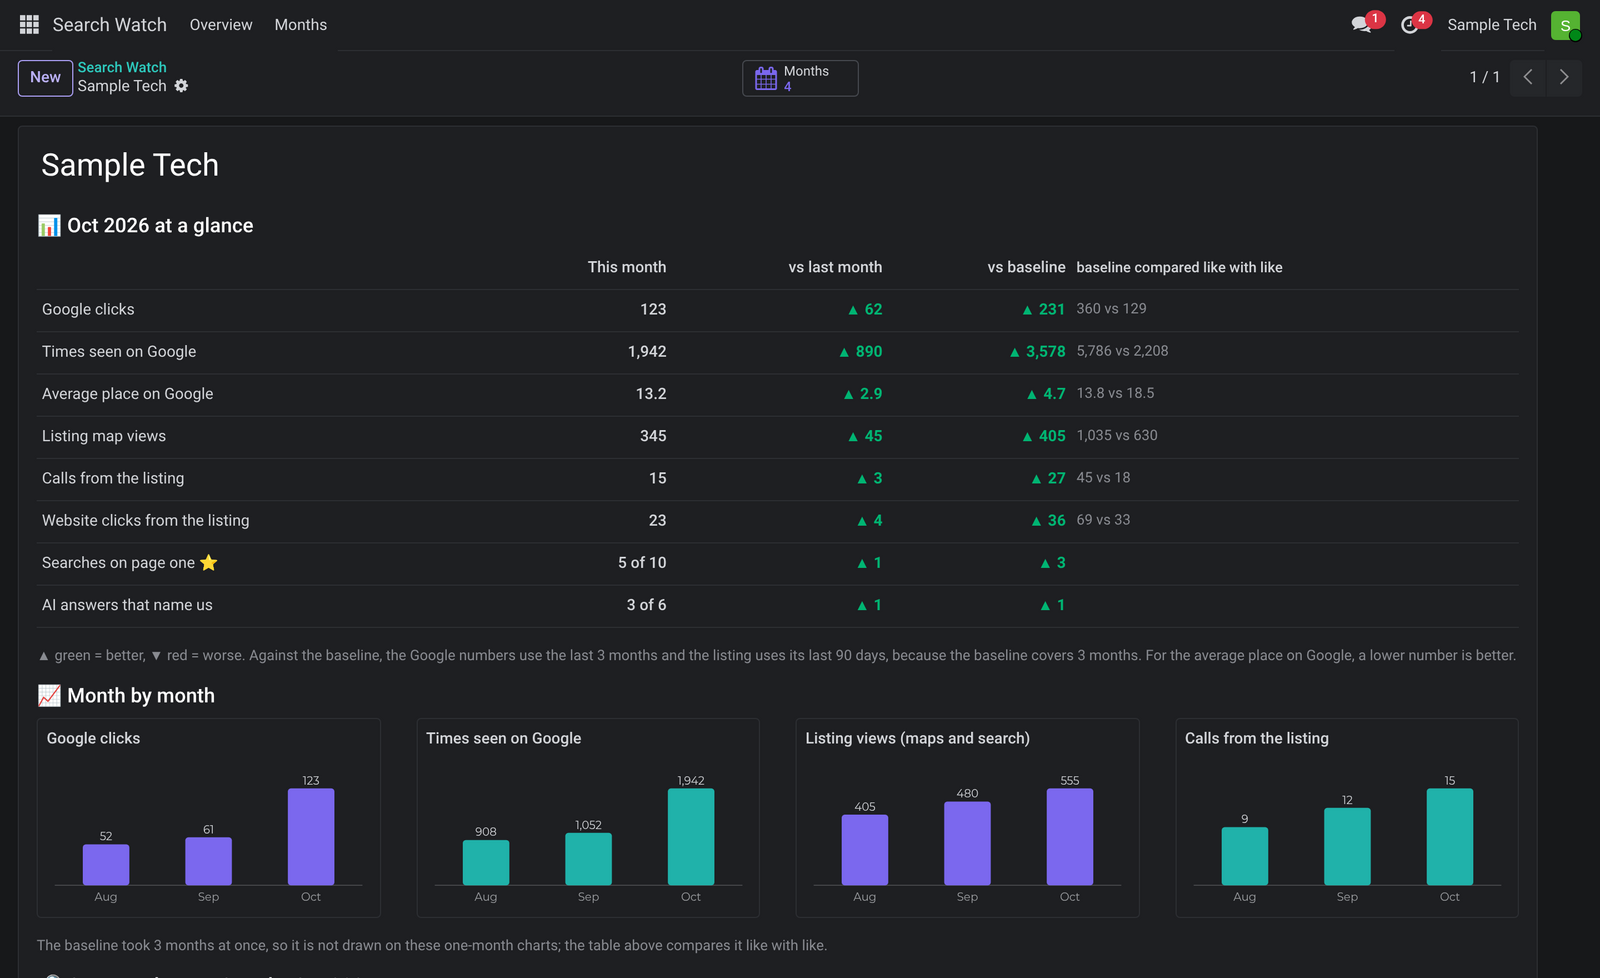 Search Watch
Overview
Months
1
4
Sample Tech
S
New
Search Watch
Sample Tech
Months
4
1 / 1
Sample Tech
Oct 2026 at a glance
This month vs last month vs baseline baseline compared like with like
Google clicks 123 ▲ 62 ▲ 231 360 vs 129
Times seen on Google 1,942 ▲ 890 ▲ 3,578 5,786 vs 2,208
Average place on Google 13.2 ▲ 2.9 ▲ 4.7 13.8 vs 18.5
Listing map views 345 ▲ 45 ▲ 405 1,035 vs 630
Calls from the listing 15 ▲ 3 ▲ 27 45 vs 18
Website clicks from the listing 23 ▲ 4 ▲ 36 69 vs 33
Searches on page one ⭐ 5 of 10 ▲ 1 ▲ 3
AI answers that name us 3 of 6 ▲ 1 ▲ 1
▲ green = better, ▼ red = worse. Against the baseline, the Google numbers use the last 3 months and the listing uses its last 90 days, because the baseline covers 3 months. For the average place on Google, a lower number is better.
Month by month
Google clicks
52 61 123
Aug Sep Oct
Times seen on Google
908 1,052 1,942
Aug Sep Oct
Listing views (maps and search)
405 480 555
Aug Sep Oct
Calls from the listing
9 12 15
Aug Sep Oct
The baseline took 3 months at once, so it is not drawn on these one-month charts; the table above compares it like with like.